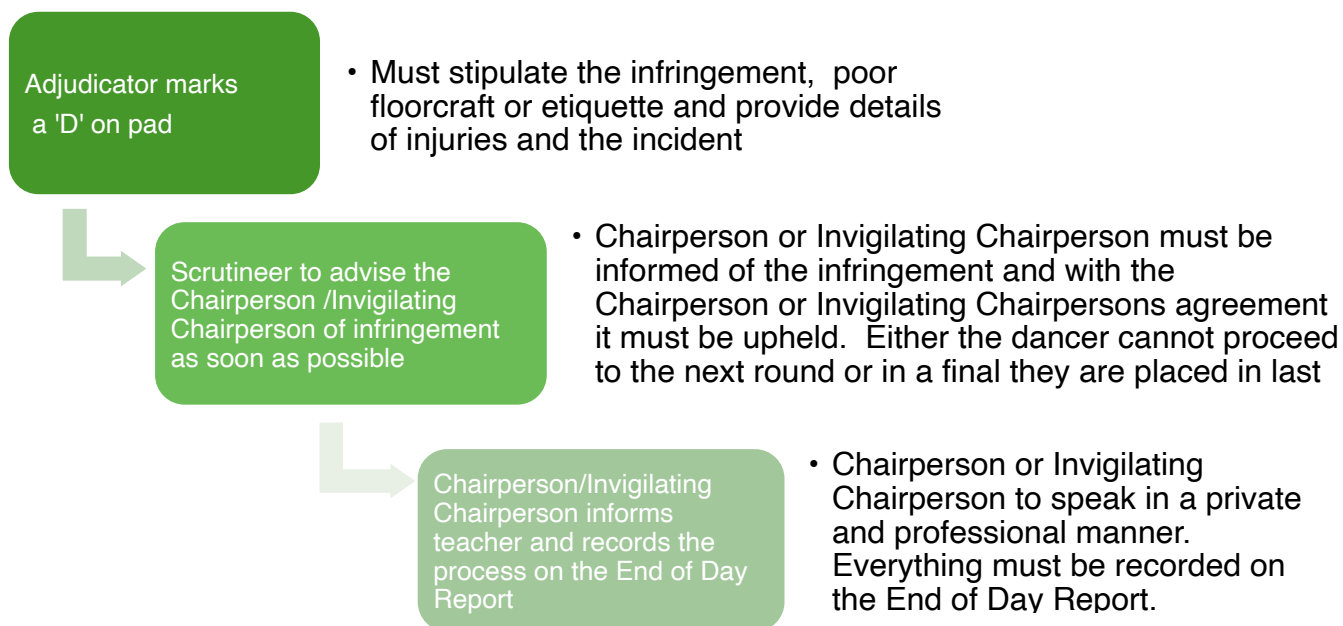 Adjudicator marks
a 'D' on pad
• Must stipulate the infringement, poor
floorcraft or etiquette and provide details
of injuries and the incident
Scrutineer to advise the
Chairperson /Invigilating
Chairperson of infringement
as soon as possible
• Chairperson or Invigilating Chairperson must be
informed of the infringement and with the
Chairperson or Invigilating Chairpersons agreement
it must be upheld. Either the dancer cannot proceed
to the next round or in a final they are placed in last
Chairperson/Invigilating
Chairperson informs
teacher and records the
process on the End of Day
Report
• Chairperson or Invigilating
Chairperson to speak in a private
and professional manner.
Everything must be recorded on
the End of Day Report.